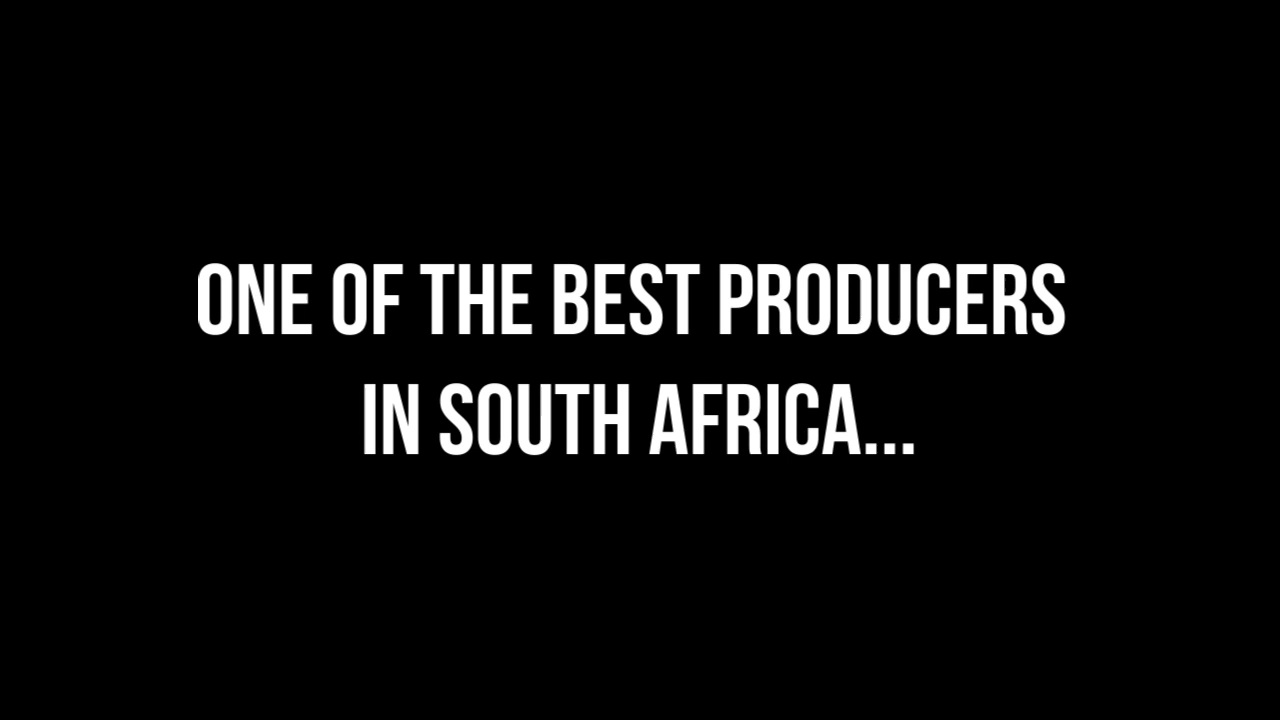 ONE OF THE BEST PRODUCERS
IN SOUTH AFRICA...